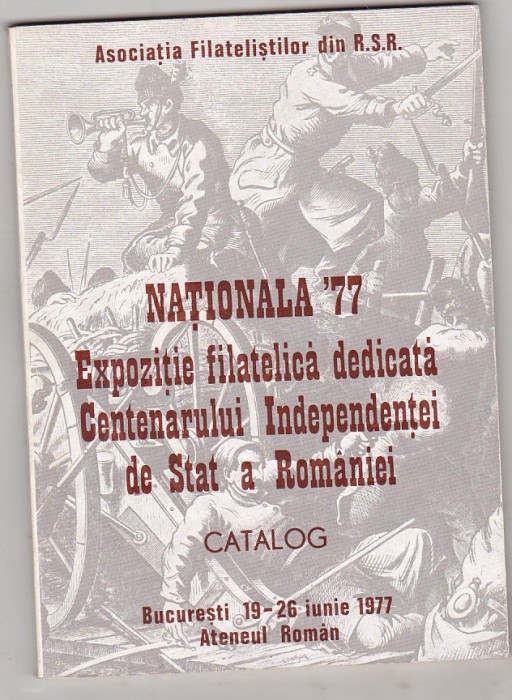 Asociația Filateliștilor din R.S.R.
NAȚIONALA '77
Expoziție filatelică dedicată
Centenarului Independenței
de Stat a României
CATALOG
București 19-26 iunie 1977
Ateneul Român